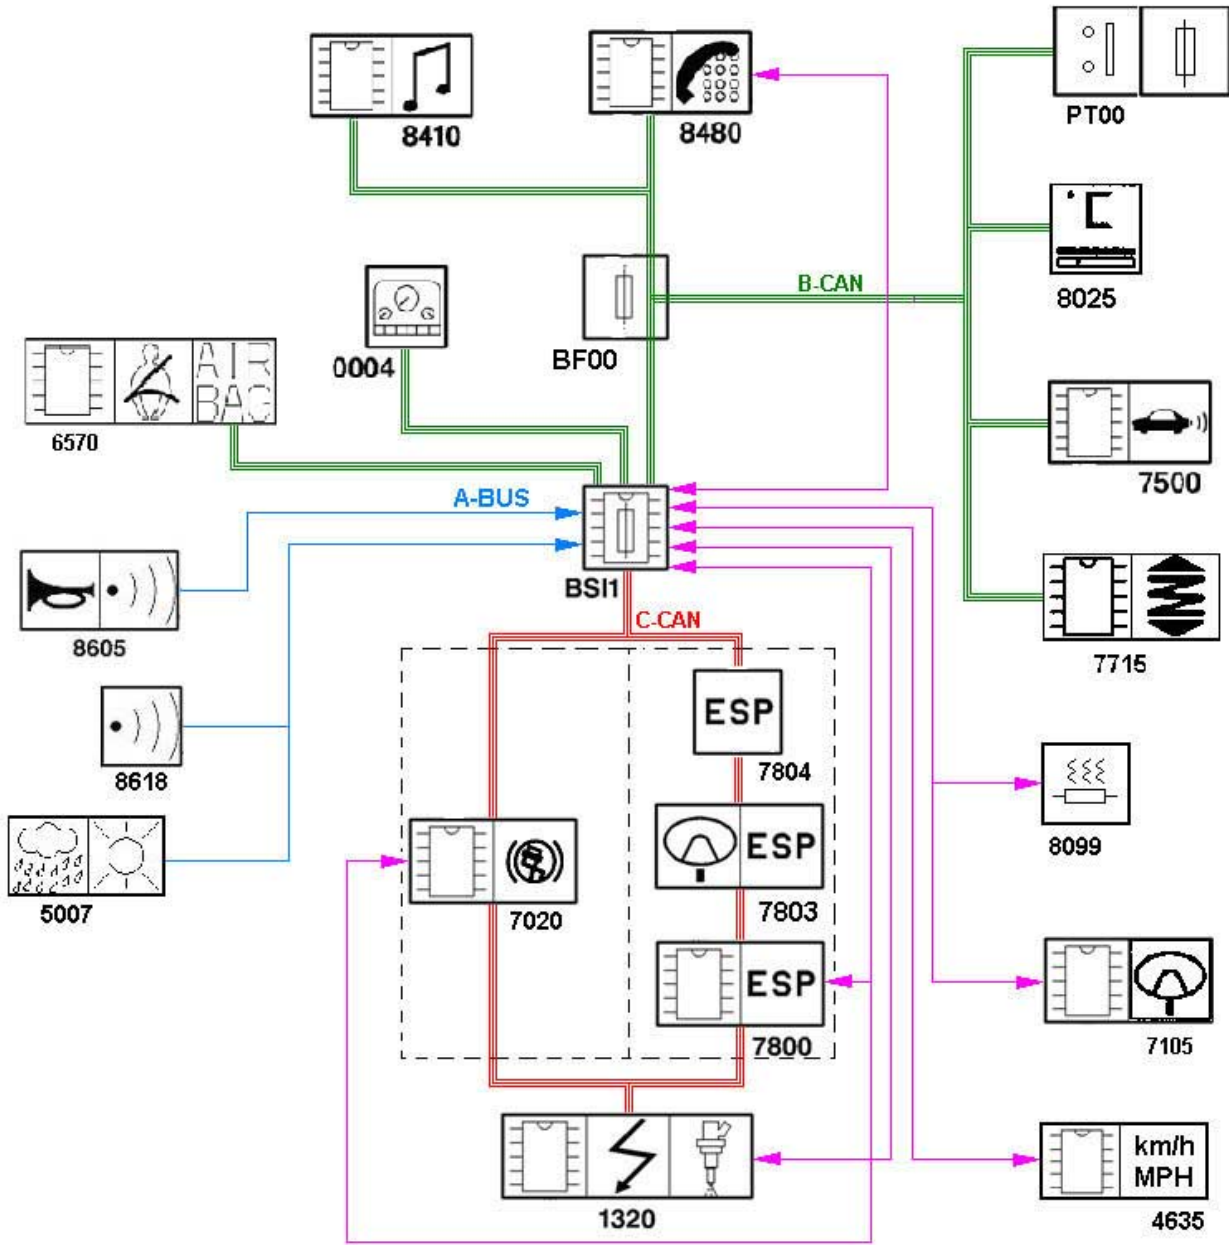 8410
8480
PT00
°C
8025
B-CAN
BF00
0004
AIR
BAG
6570
7500
A-BUS
BSI1
C-CAN
8605
7715
ESP
7804
8618
8099
ESP
7803
7020
5007
ESP
7800
7105
1320
km/h
MPH
4635